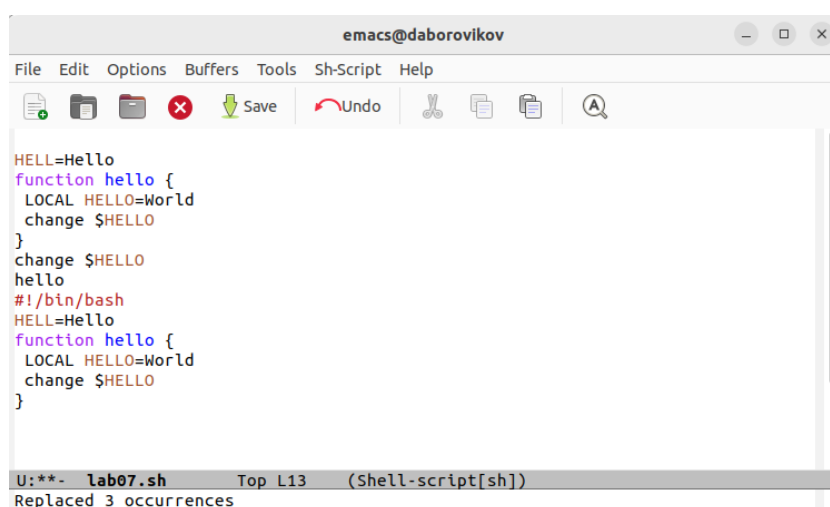 emacs@daborovikov
File Edit Options Buffers Tools Sh-Script Help
Save Undo
HELL=Hello
function hello {
 LOCAL HELLO=World
 change $HELLO
}
change $HELLO
hello
#!/bin/bash
HELL=Hello
function hello {
 LOCAL HELLO=World
 change $HELLO
}
U:**- lab07.sh Top L13 (Shell-script[sh])
Replaced 3 occurrences